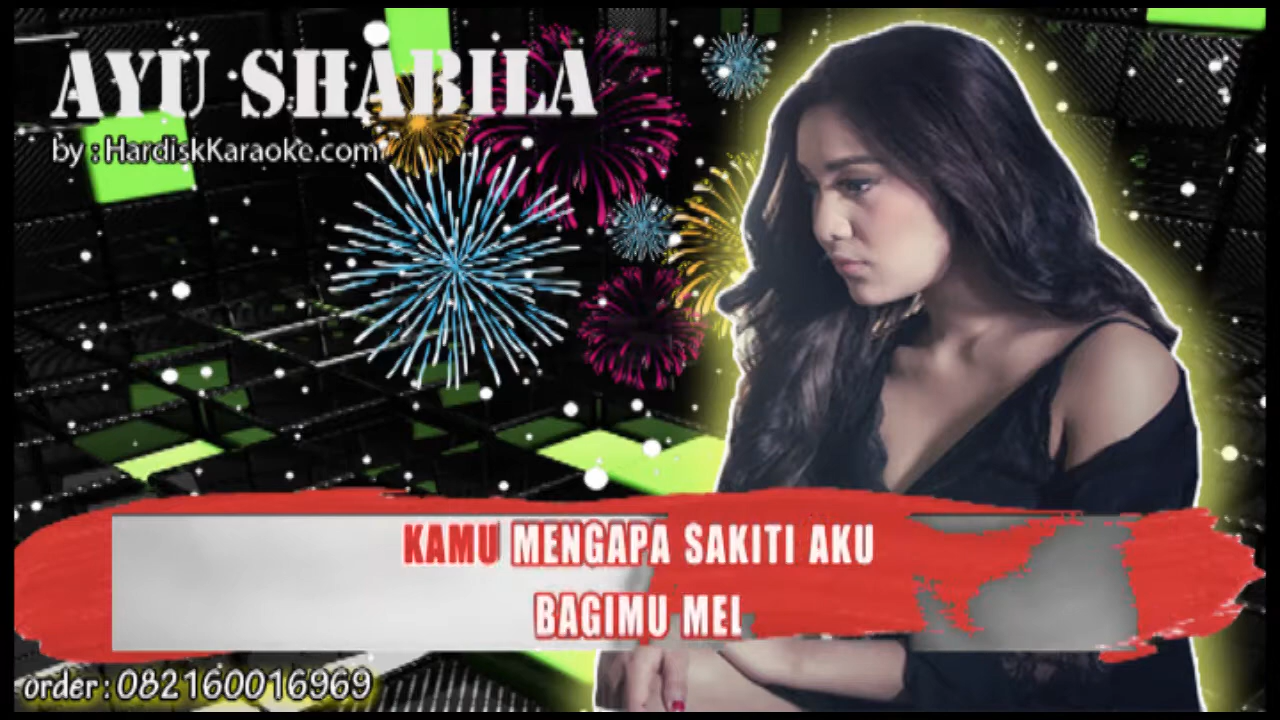 AYU SHABILA
by : HardiskKaraoke.com
KAMU MENGAPA SAKITI AKU
BAGIMU MEL
order : 082160016969